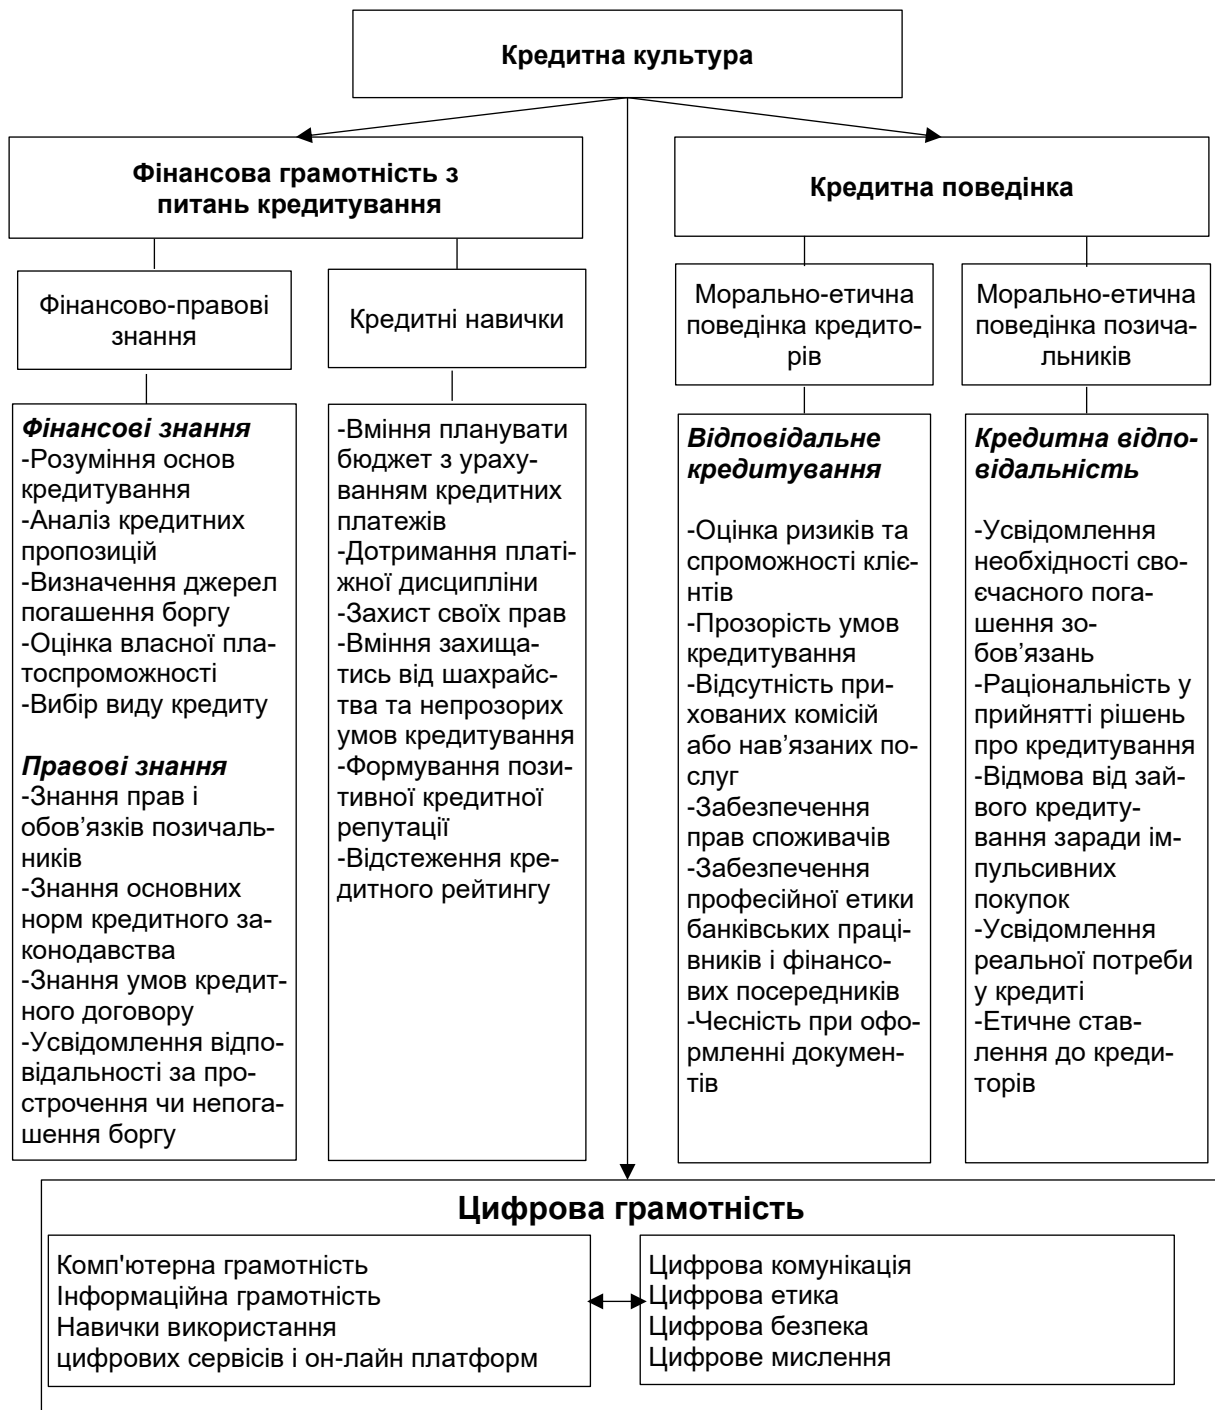 Кредитна культура
Фінансова грамотність з
питань кредитування
Кредитна поведінка
Фінансово-правові
знання
Кредитні навички
Морально-етична
поведінка кредито-
рів
Морально-етична
поведінка позича-
льників
Фінансові знання
-Розуміння основ
кредитування
-Аналіз кредитних
пропозицій
-Визначення джерел
погашення боргу
-Оцінка власної пла-
тоспроможності
-Вибір виду кредиту
Правові знання
-Знання прав і
обов’язків позичаль-
ників
-Знання основних
норм кредитного за-
конодавства
-Знання умов кредит-
ного договору
-Усвідомлення відпо-
відальності за про-
строчення чи непога-
шення боргу
-Вміння планувати
бюджет з ураху-
ванням кредитних
платежів
-Дотримання платі-
жної дисципліни
-Захист своїх прав
-Вміння захища-
тись від шахрайс-
тва та непрозорих
умов кредитування
-Формування пози-
тивної кредитної
репутації
-Відстеження кре-
дитного рейтингу
Відповідальне
кредитування
-Оцінка ризиків та
спроможності кліє-
нтів
-Прозорість умов
кредитування
-Відсутність при-
хованих комісій
або нав’язаних по-
слуг
-Забезпечення
прав споживачів
-Забезпечення
професійної етики
банківських праці-
вників і фінансо-
вих посередників
-Чесність при офо-
рмленні докумен-
тів
Кредитна відпо-
відальність
-Усвідомлення
необхідності сво-
єчасного пога-
шення зо-
бов’язань
-Раціональність у
прийнятті рішень
про кредитування
-Відмова від зай-
вого кредиту-
вання заради ім-
пульсивних
покупок
-Усвідомлення
реальної потреби
у кредиті
-Етичне став-
лення до креди-
торів
Цифрова грамотність
Комп'ютерна грамотність
Інформаційна грамотність
Навички використання
цифрових сервісів і он-лайн платформ
Цифрова комунікація
Цифрова етика
Цифрова безпека
Цифрове мислення